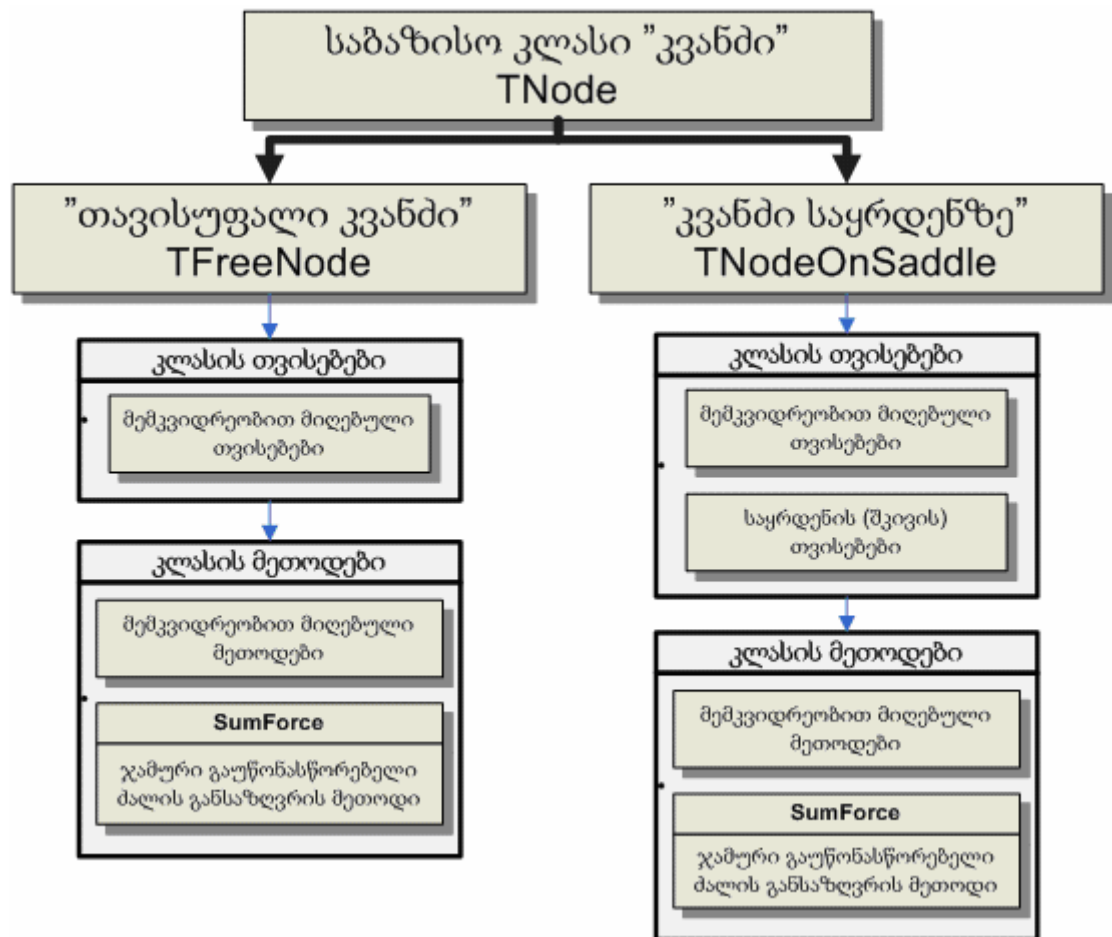 საბაზისო კლასი ”კვანძი”
TNode
”თავისუფალი კვანძი”
TFreeNode
კლასის თვისებები
მემკვიდრეობით მიღებული
თვისებები
კლასის მეთოდები
მემკვიდრეობით მიღებული
მეთოდები
SumForce
ჯამური გაუწონასწორებელი
ძალის განსაზღვრის მეთოდი
”კვანძი საყრდენზე”
TNodeOnSaddle
კლასის თვისებები
მემკვიდრეობით მიღებული
თვისებები
საყრდენის (შკივის)
თვისებები
კლასის მეთოდები
მემკვიდრეობით მიღებული
მეთოდები
SumForce
ჯამური გაუწონასწორებელი
ძალის განსაზღვრის მეთოდი